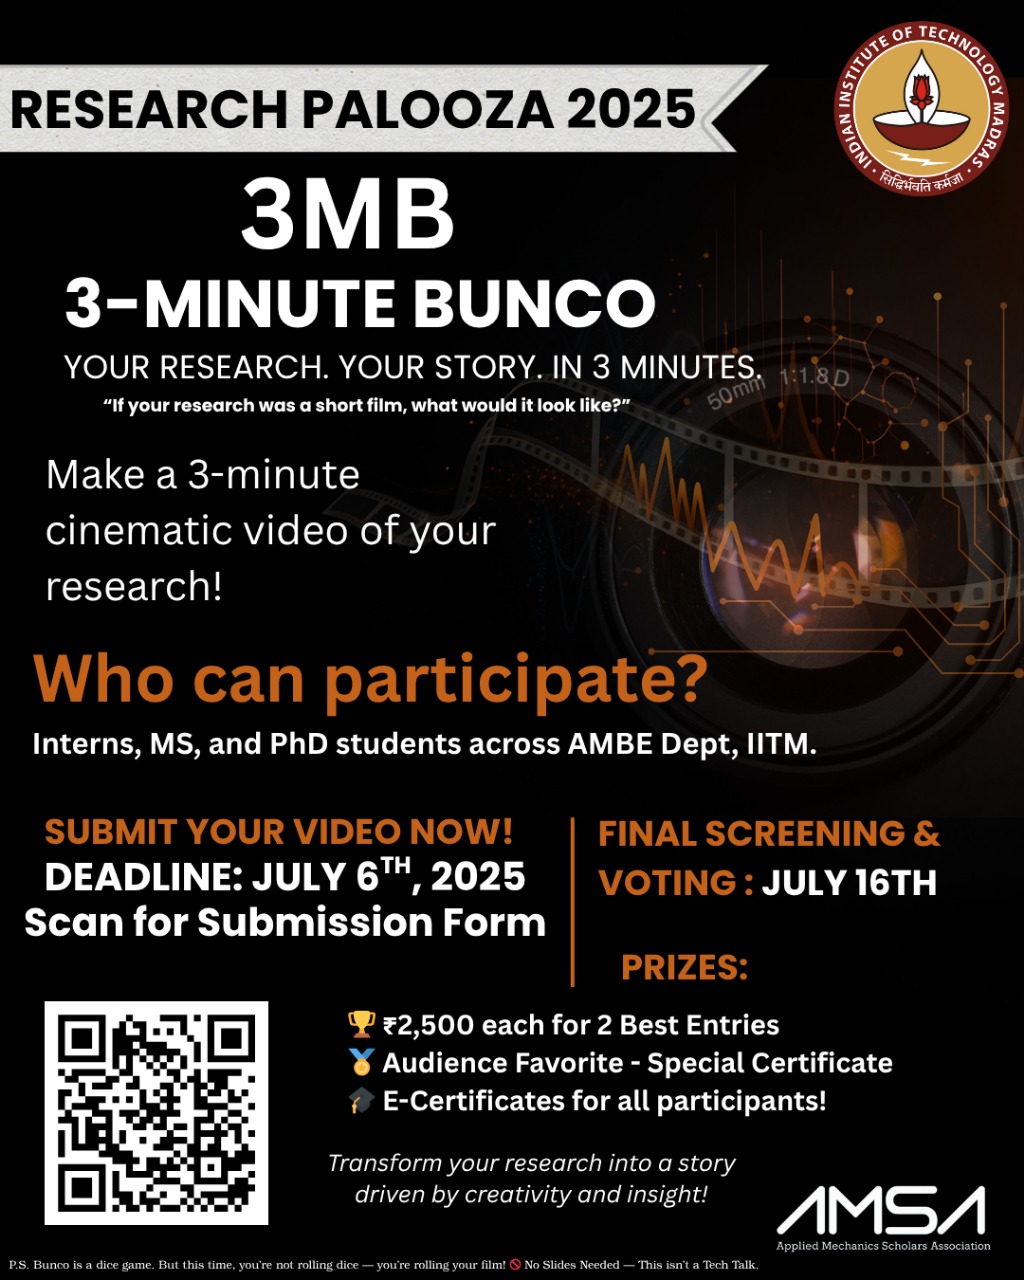 RESEARCH PALOOZA 2025
INDIAN INSTITUTE OF TECHNOLOGY MADRAS
सिद्धिर्भवति कर्मजा
3MB
3-MINUTE BUNCO
YOUR RESEARCH. YOUR STORY. IN 3 MINUTES.
“If your research was a short film, what would it look like?”
50mm 1:1.8 D
Make a 3-minute
cinematic video of your
research!
Who can participate?
Interns, MS, and PhD students across AMBE Dept, IITM.
SUBMIT YOUR VIDEO NOW!
DEADLINE: JULY 6TH, 2025
Scan for Submission Form
FINAL SCREENING &
VOTING : JULY 16TH
PRIZES:
🏆 ₹2,500 each for 2 Best Entries
🏅 Audience Favorite - Special Certificate
🎓 E-Certificates for all participants!
Transform your research into a story
driven by creativity and insight!
AMSA
Applied Mechanics Scholars Association
P.S. Bunco is a dice game. But this time, you’re not rolling dice — you’re rolling your film! 🚫 No Slides Needed — This isn’t a Tech Talk.